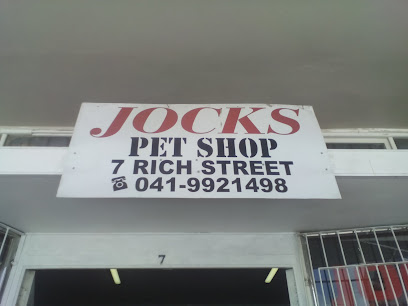 JOCKS
PET SHOP
7 RICH STREET
☎ 041-9921498
7